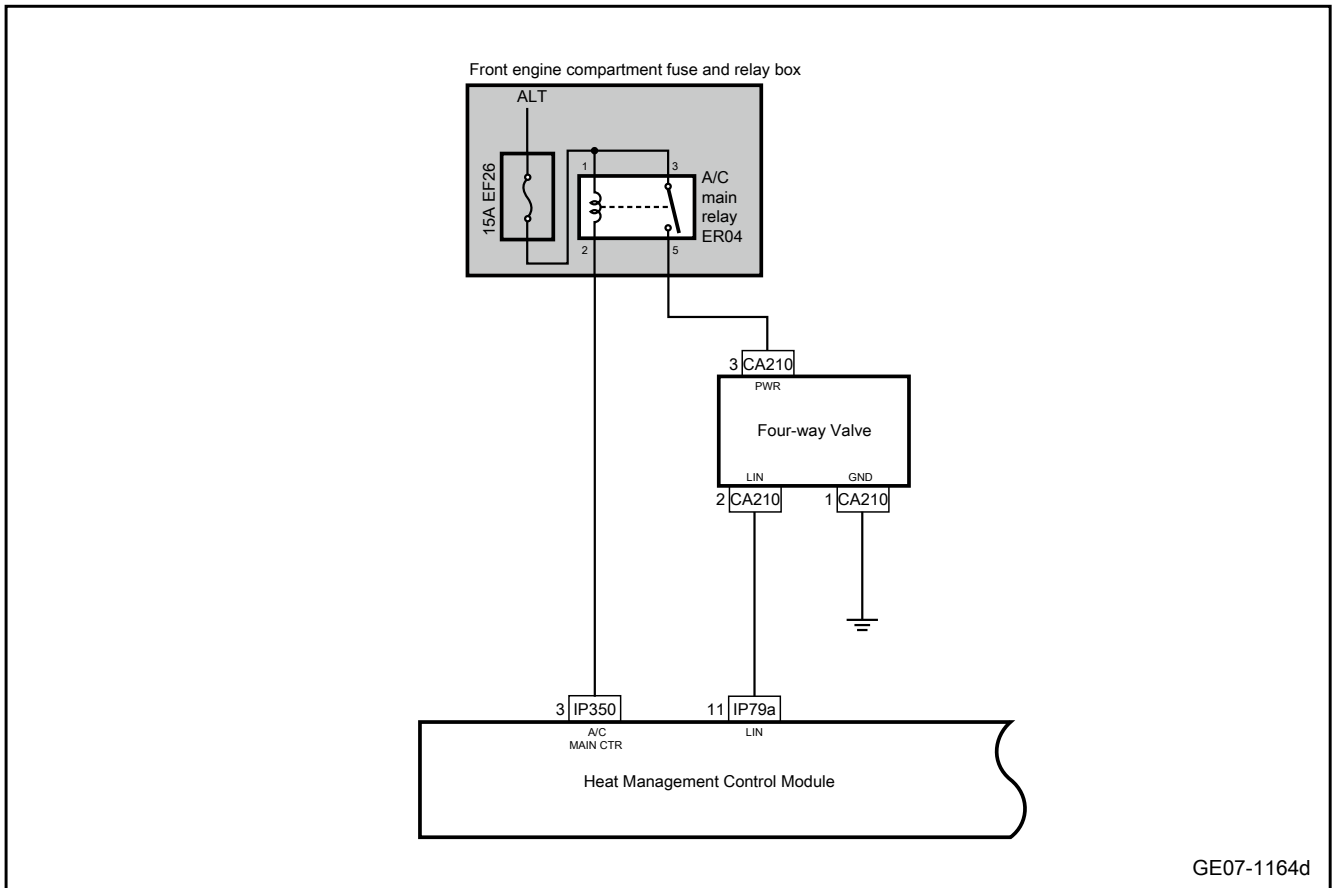 Front engine compartment fuse and relay box
ALT
15A EF26
1
3
A/C
main
relay
ER04
2
5
3 CA210
PWR
Four-way Valve
LIN
GND
2 CA210
1 CA210
3 IP350
11 IP79a
A/C
MAIN CTR
LIN
Heat Management Control Module
GE07-1164d